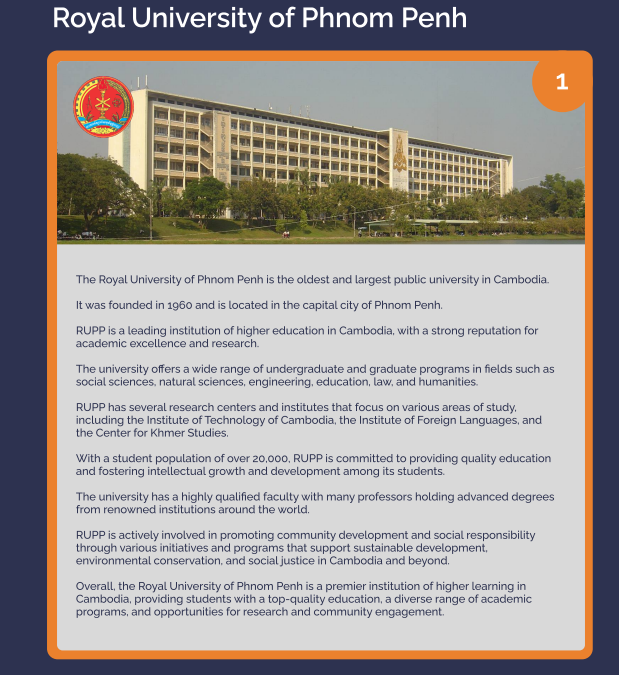 Royal University of Phnom Penh
1
The Royal University of Phnom Penh is the oldest and largest public university in Cambodia.
It was founded in 1960 and is located in the capital city of Phnom Penh.
RUPP is a leading institution of higher education in Cambodia, with a strong reputation for
academic excellence and research.
The university offers a wide range of undergraduate and graduate programs in fields such as
social sciences, natural sciences, engineering, education, law, and humanities.
RUPP has several research centers and institutes that focus on various areas of study,
including the Institute of Technology of Cambodia, the Institute of Foreign Languages, and
the Center for Khmer Studies.
With a student population of over 20,000, RUPP is committed to providing quality education
and fostering intellectual growth and development among its students.
The university has a highly qualified faculty with many professors holding advanced degrees
from renowned institutions around the world.
RUPP is actively involved in promoting community development and social responsibility
through various initiatives and programs that support sustainable development,
environmental conservation, and social justice in Cambodia and beyond.
Overall, the Royal University of Phnom Penh is a premier institution of higher learning in
Cambodia, providing students with a top-quality education, a diverse range of academic
programs, and opportunities for research and community engagement.